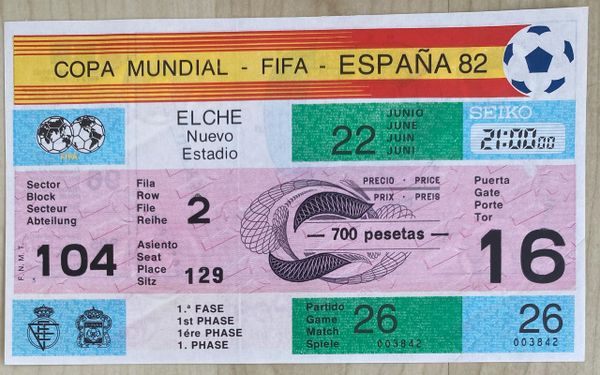 COPA MUNDIAL - FIFA - ESPAÑA 82
FIFA
ELCHE
Nuevo
Estadio
22
JUNIO
JUNE
JUIN
JUNI
SEIKO
21:00:00
Sector
Block
Secteur
Abteilung
104
Fila
Row
File
Reihe
2
Asiento
Seat
Place
Sitz
129
PRECIO · PRICE
PRIX · PREIS
700 pesetas
Puerta
Gate
Porte
Tor
16
F.N.M.T.
1.ª FASE
1st PHASE
1ére PHASE
1. PHASE
Partido
Game
Match
Spiele
26
003842
26
003842